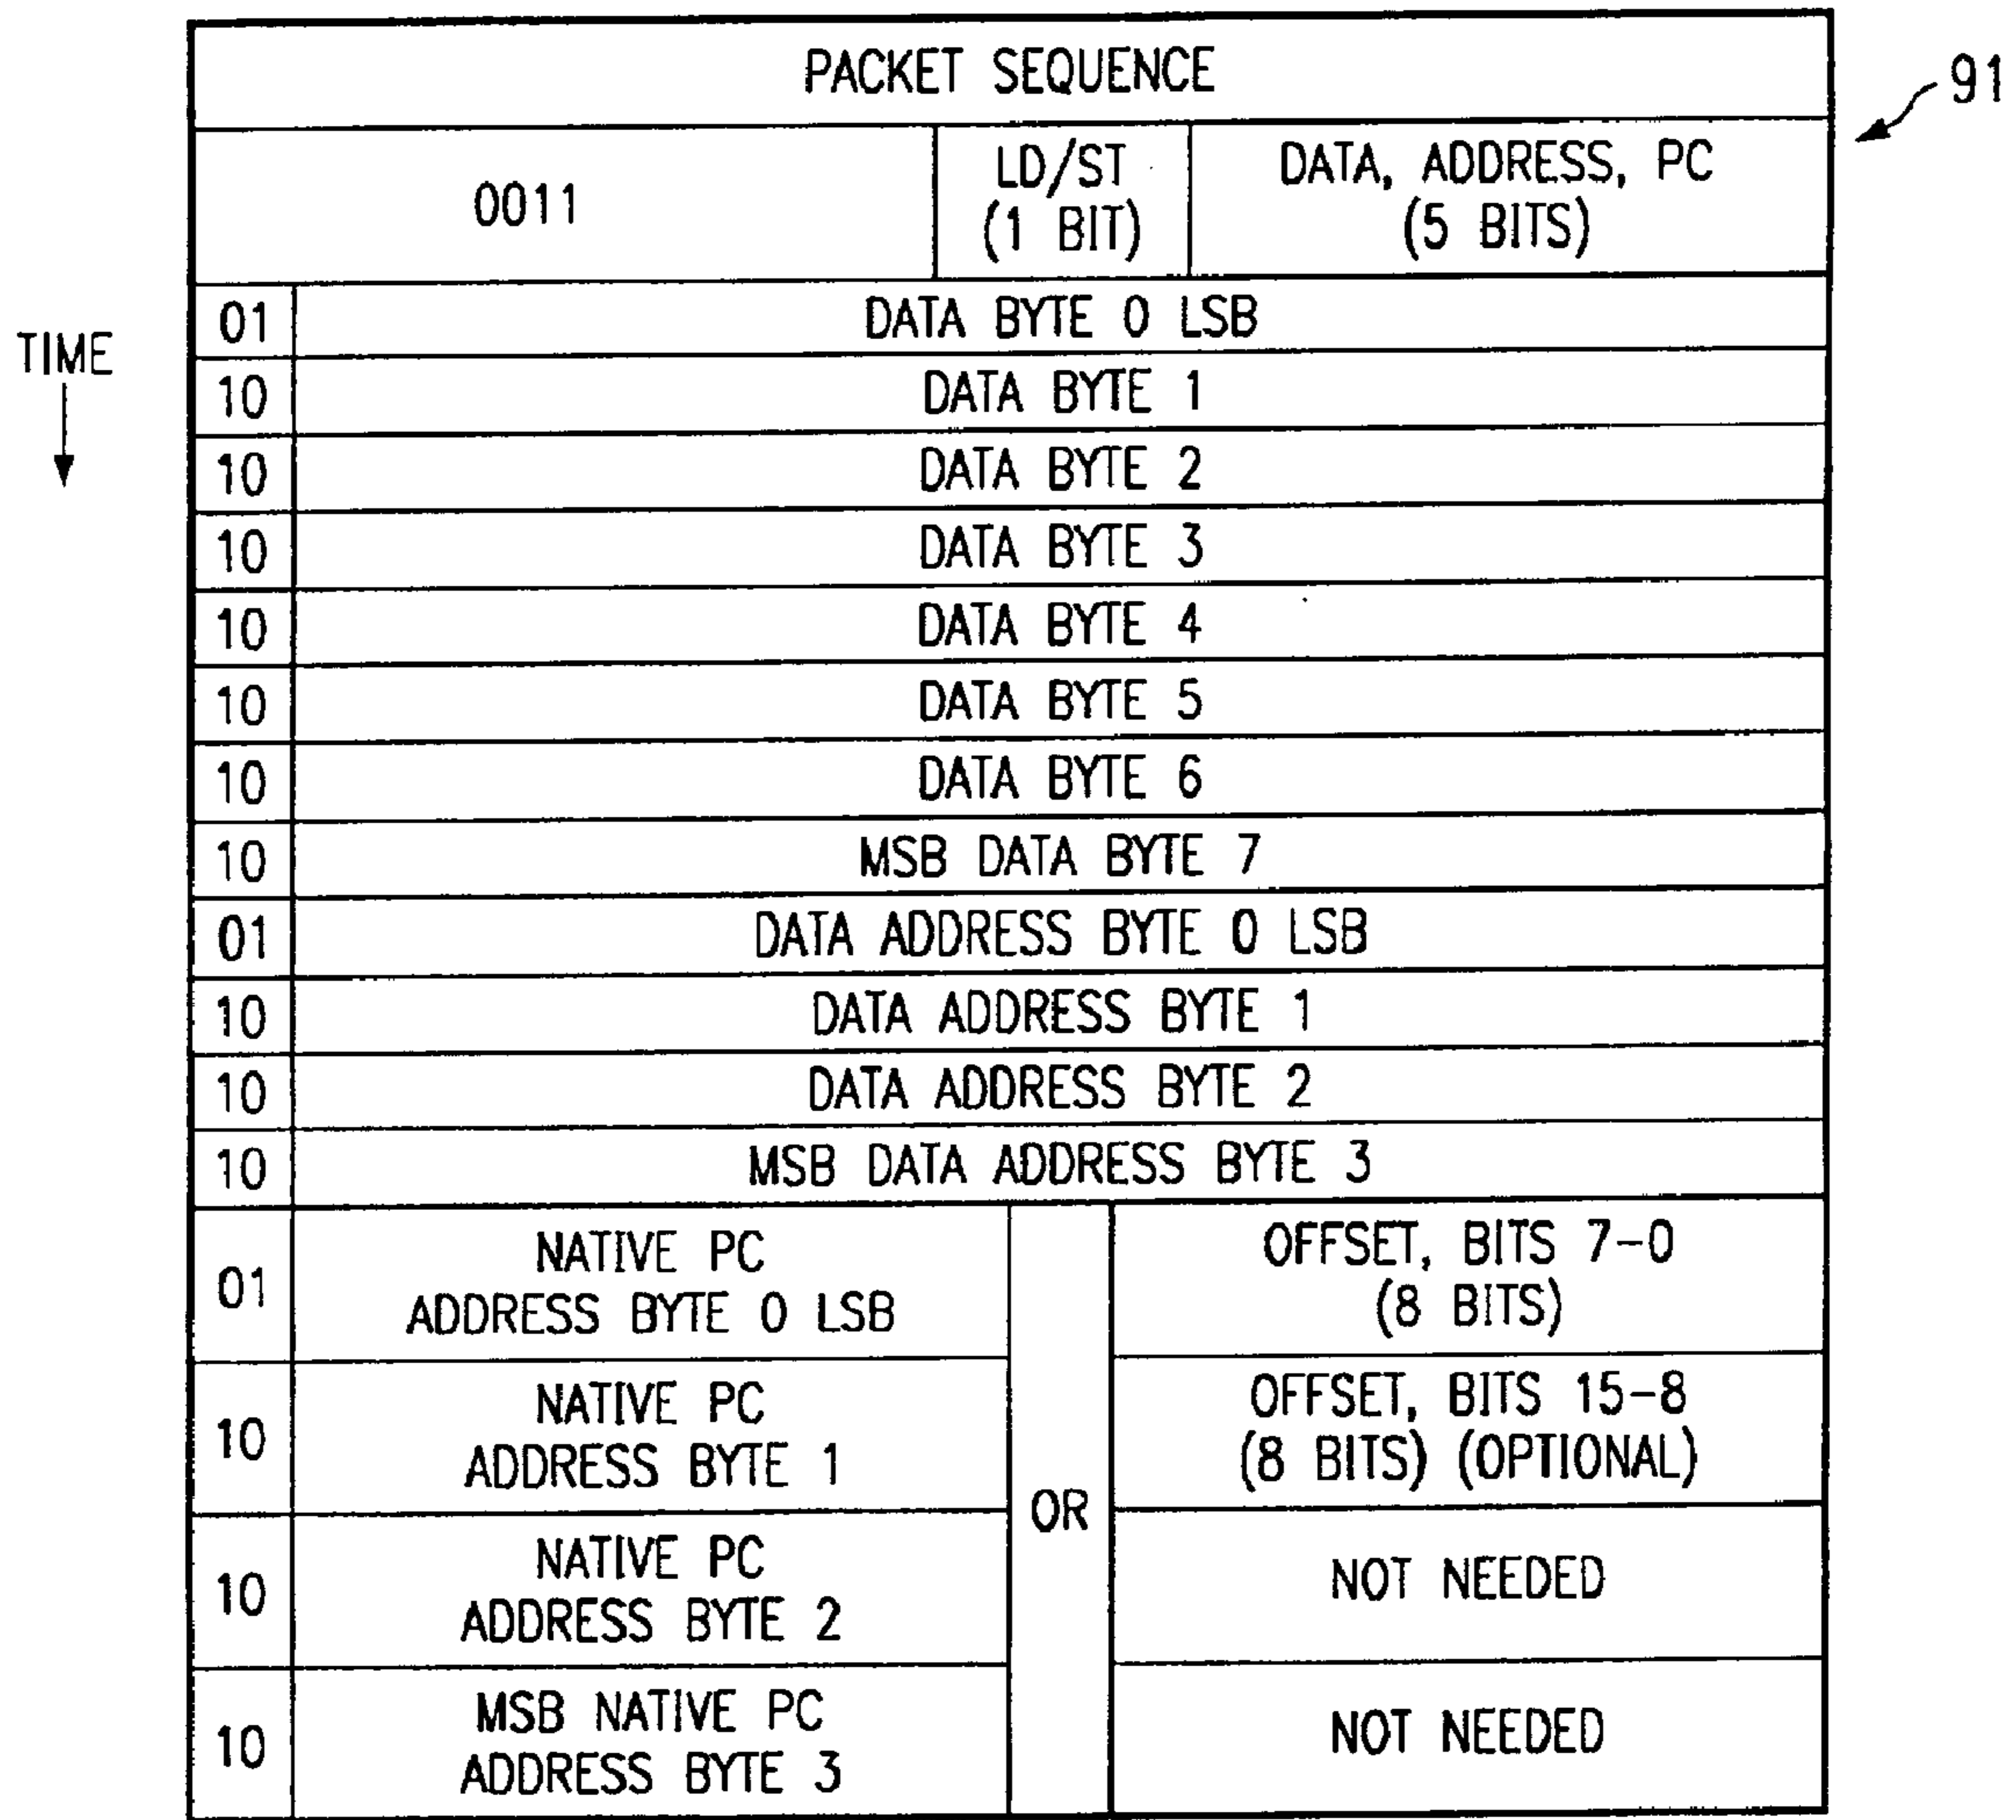 PACKET SEQUENCE
91
0011
LD/ST
(1 BIT)
DATA, ADDRESS, PC
(5 BITS)
TIME
01 DATA BYTE 0 LSB
10 DATA BYTE 1
10 DATA BYTE 2
10 DATA BYTE 3
10 DATA BYTE 4
10 DATA BYTE 5
10 DATA BYTE 6
10 MSB DATA BYTE 7
01 DATA ADDRESS BYTE 0 LSB
10 DATA ADDRESS BYTE 1
10 DATA ADDRESS BYTE 2
10 MSB DATA ADDRESS BYTE 3
01
NATIVE PC
ADDRESS BYTE 0 LSB
OFFSET, BITS 7-0
(8 BITS)
10
NATIVE PC
ADDRESS BYTE 1
OR
OFFSET, BITS 15-8
(8 BITS) (OPTIONAL)
10
NATIVE PC
ADDRESS BYTE 2
NOT NEEDED
10
MSB NATIVE PC
ADDRESS BYTE 3
NOT NEEDED